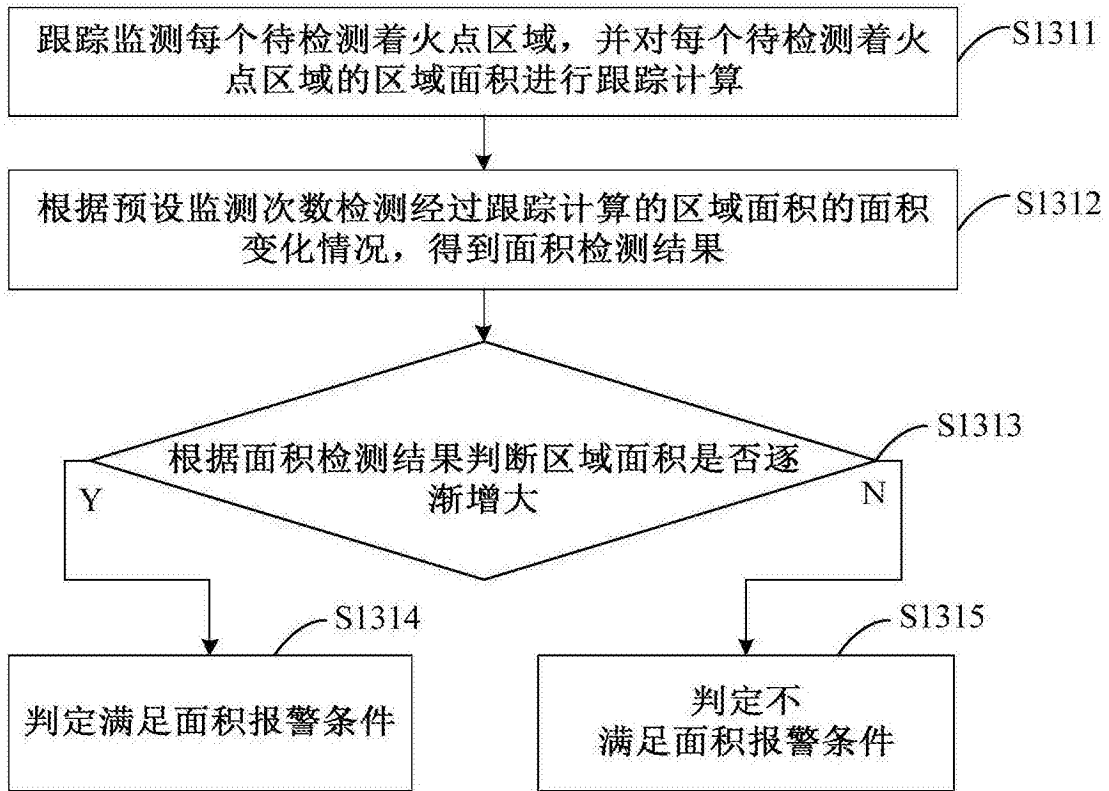 跟踪监测每个待检测着火点区域，并对每个待检测着火
点区域的区域面积进行跟踪计算
S1311
根据预设监测次数检测经过跟踪计算的区域面积的面积
变化情况，得到面积检测结果
S1312
根据面积检测结果判断区域面积是否逐
渐增大
S1313
Y
N
S1314
判定满足面积报警条件
S1315
判定不
满足面积报警条件